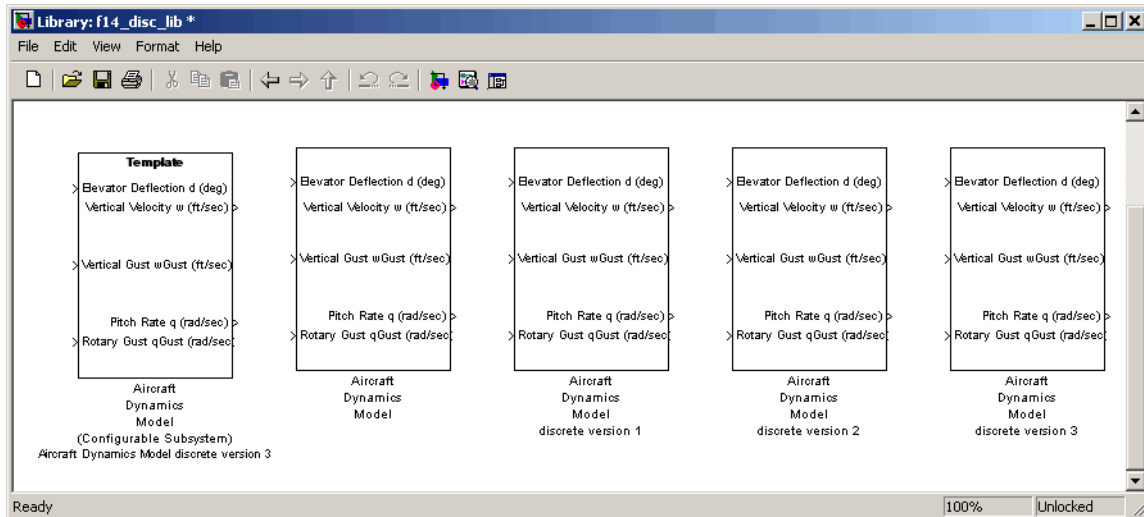 Library: f14_disc_lib *
File Edit View Format Help
Template
Elevator Deflection d (deg)
Vertical Velocity w (ft/sec)
Vertical Gust wGust (ft/sec)
Pitch Rate q (rad/sec)
Rotary Gust qGust (rad/sec
Aircraft
Dynamics
Model
(Configurable Subsystem)
Aircraft Dynamics Model discrete version 3
Elevator Deflection d (deg)
Vertical Velocity w (ft/sec)
Vertical Gust wGust (ft/sec)
Pitch Rate q (rad/sec)
Rotary Gust qGust (rad/sec
Aircraft
Dynamics
Model
Elevator Deflection d (deg)
Vertical Velocity w (ft/sec)
Vertical Gust wGust (ft/sec)
Pitch Rate q (rad/sec)
Rotary Gust qGust (rad/sec
Aircraft
Dynamics
Model
discrete version 1
Elevator Deflection d (deg)
Vertical Velocity w (ft/sec)
Vertical Gust wGust (ft/sec)
Pitch Rate q (rad/sec)
Rotary Gust qGust (rad/sec
Aircraft
Dynamics
Model
discrete version 2
Elevator Deflection d (deg)
Vertical Velocity w (ft/sec)
Vertical Gust wGust (ft/sec)
Pitch Rate q (rad/sec)
Rotary Gust qGust (rad/sec
Aircraft
Dynamics
Model
discrete version 3
Ready 100% Unlocked